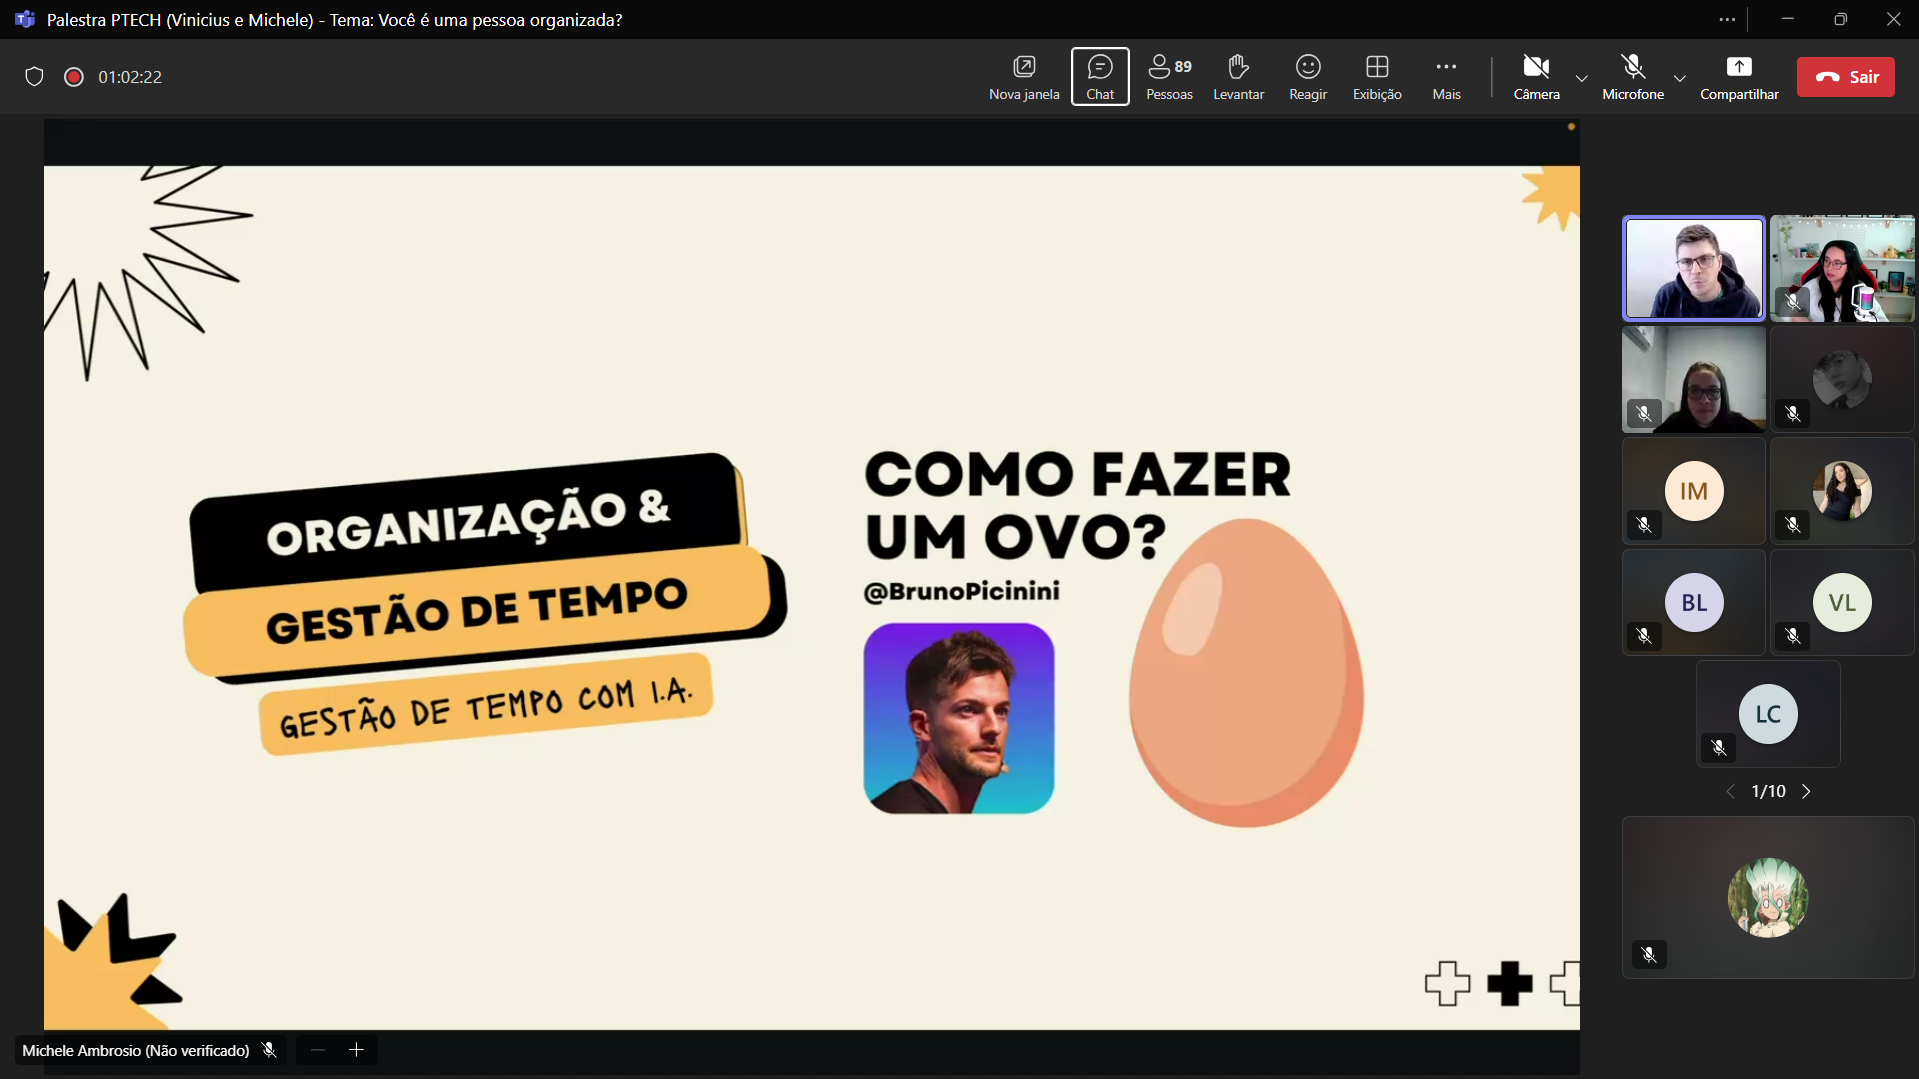 Palestra PTECH (Vinicius e Michele) - Tema: Você é uma pessoa organizada?
01:02:22
Nova janela
Chat
89
Pessoas
Levantar
Reagir
Exibição
Mais
Câmera
Microfone
Compartilhar
Sair
ORGANIZAÇÃO &
GESTÃO DE TEMPO
GESTÃO DE TEMPO COM I.A.
COMO FAZER
UM OVO?
@BrunoPicinini
IM
BL
VL
LC
1/10
Michele Ambrosio (Não verificado)